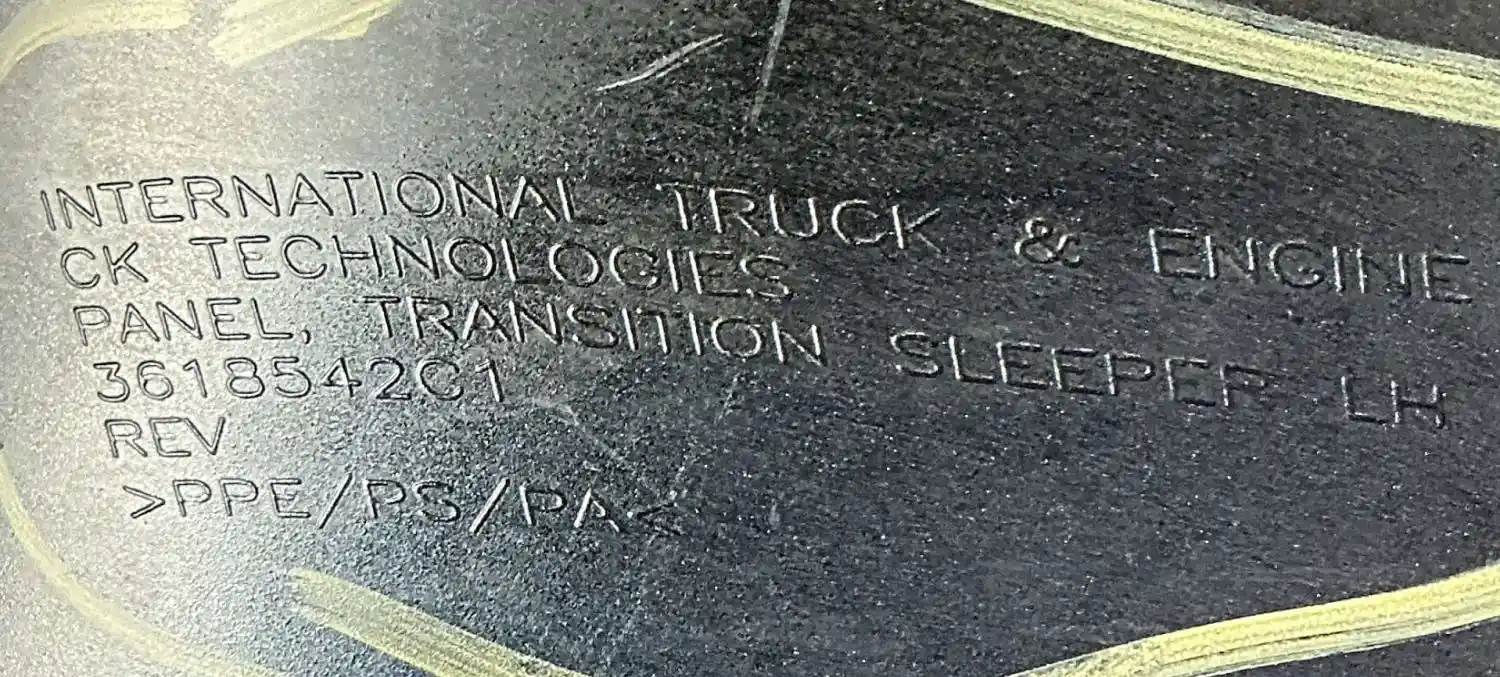 INTERNATIONAL TRUCK & ENGINE
CK TECHNOLOGIES
PANEL, TRANSITION SLEEPER LH
3618542C1
REV
>PPE/PS/PA<